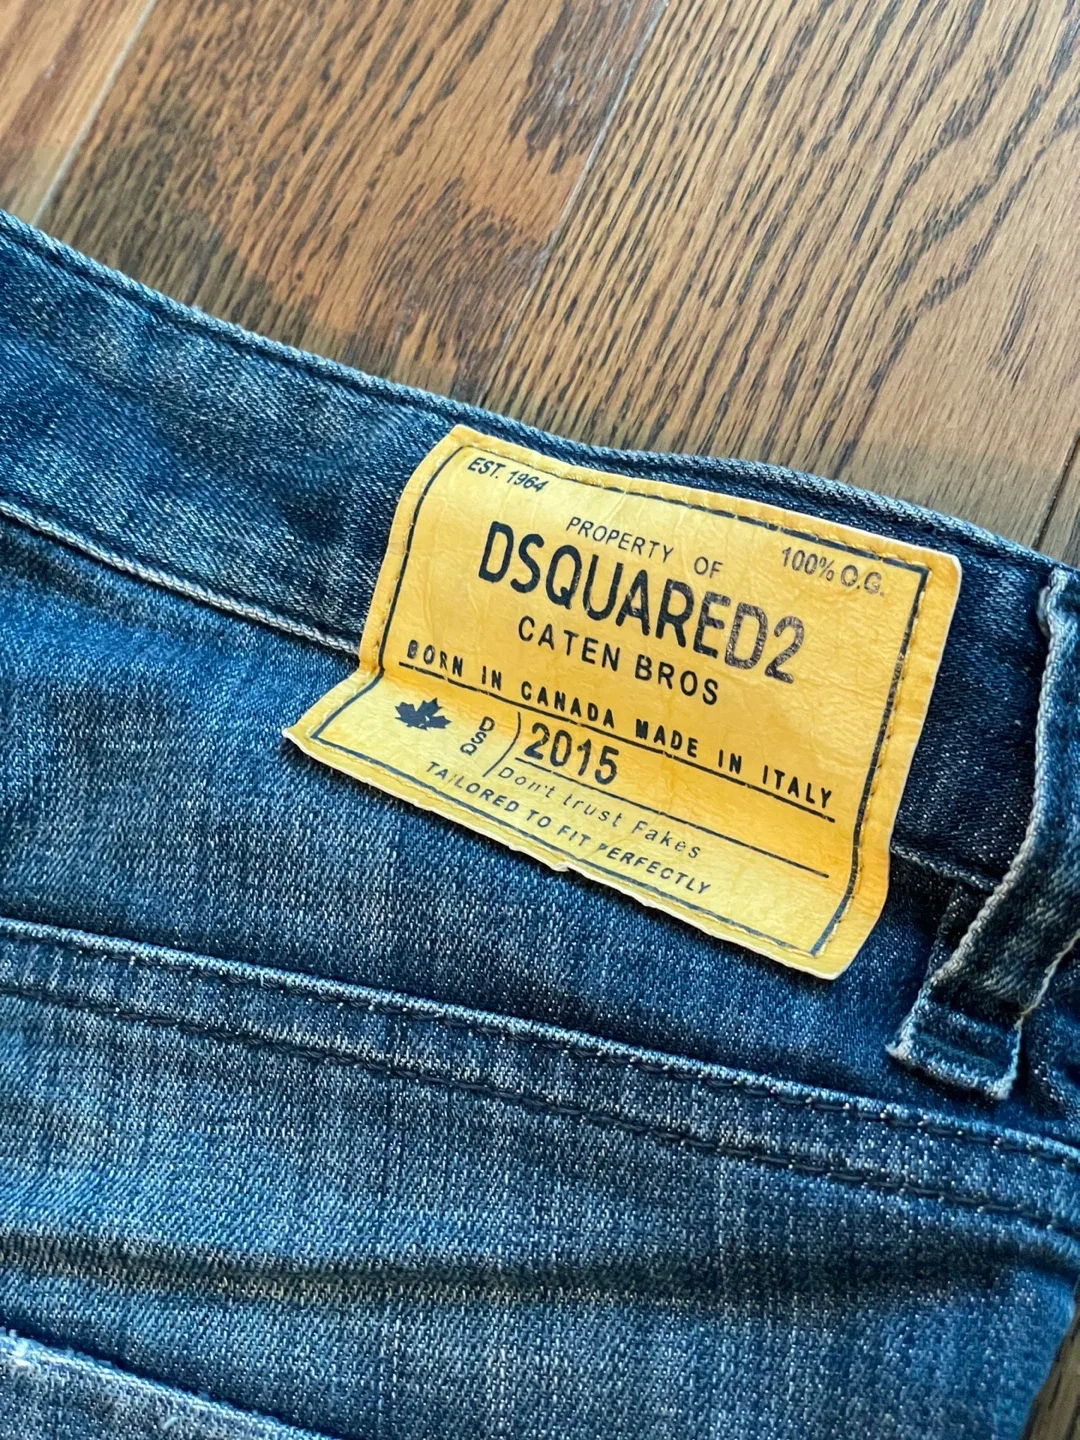 EST. 1964
PROPERTY OF
100% O.G.
DSQUARED2
CATEN BROS
BORN IN CANADA MADE IN ITALY
DSQ
2015
Don't trust Fakes
TAILORED TO FIT PERFECTLY